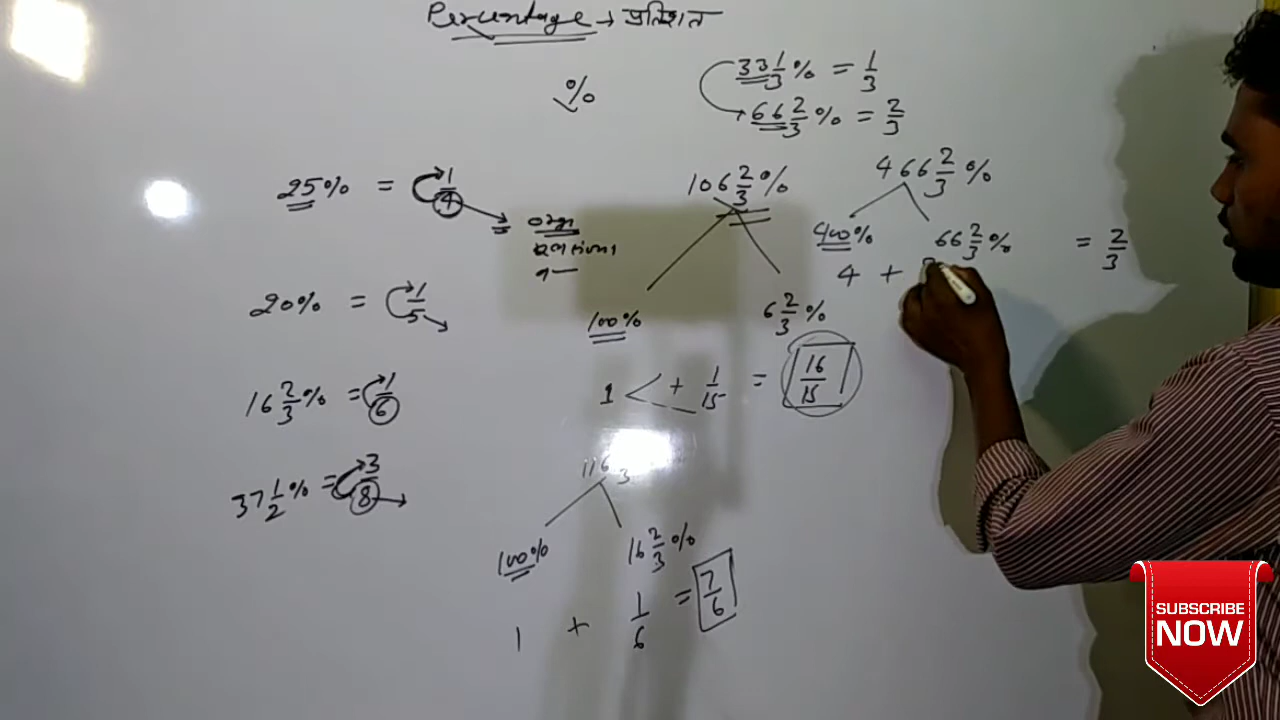 Percentage → प्रतिशत
%
33 1/3 % = 1/3
66 2/3 % = 2/3
25% = 1/4
20% = 1/5
16 2/3 % = 1/6
37 1/2 % = 3/8
106 2/3 %
100% 6 2/3 %
1 + 1/15 = 16/15
116 3
100% 16 2/3 %
1 + 1/6 = 7/6
466 2/3 %
400% 66 2/3 % = 2/3
4 +
SUBSCRIBE
NOW